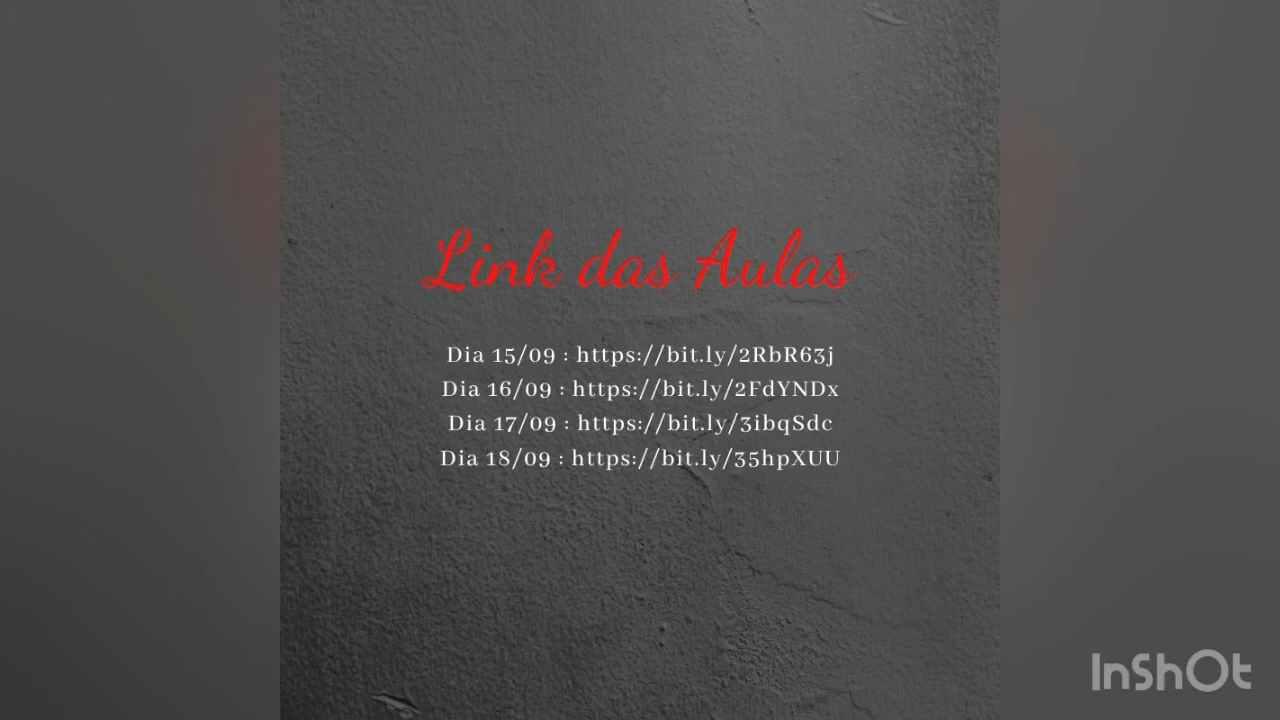 Link das Aulas
Dia 15/09 : https://bit.ly/2RbR63j
Dia 16/09 : https://bit.ly/2FdYNDx
Dia 17/09 : https://bit.ly/3ibqSdc
Dia 18/09 : https://bit.ly/35hpXUU
InShOt